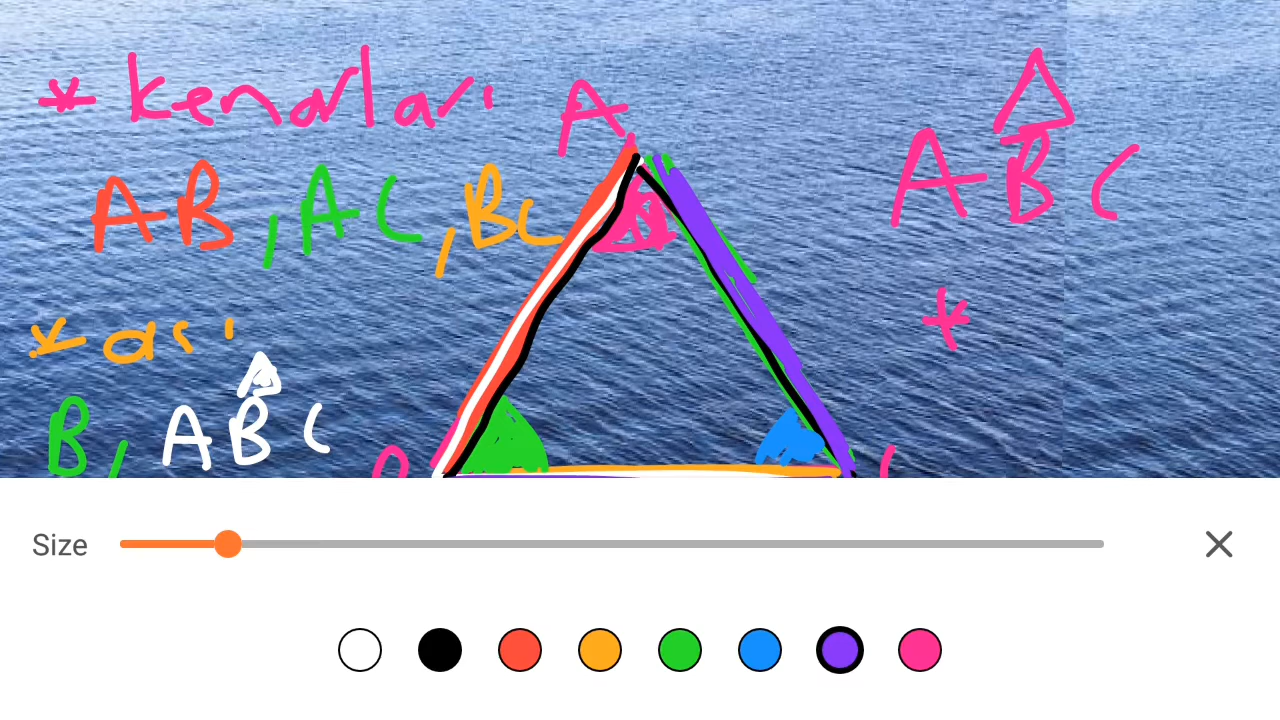 * kenarları
A
ABC
AB, AC, BC
*
* açı
B, ABC
Size